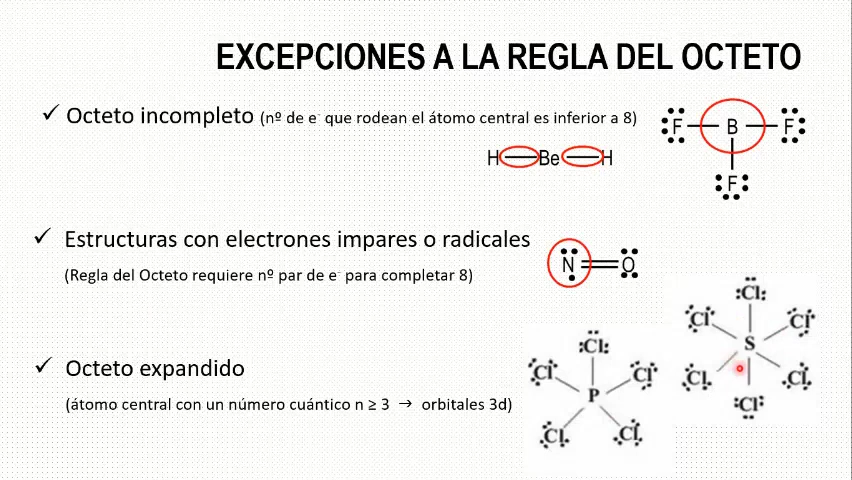 EXCEPCIONES A LA REGLA DEL OCTETO
✓ Octeto incompleto (nº de e⁻ que rodean el átomo central es inferior a 8)
H—Be—H
:F—B—F:
:F:
✓ Estructuras con electrones impares o radicales
(Regla del Octeto requiere nº par de e⁻ para completar 8)
N=O
✓ Octeto expandido
(átomo central con un número cuántico n ≥ 3 → orbitales 3d)
:Cl:
Cl Cl
P
Cl Cl
:Cl:
Cl Cl
S
Cl Cl
:Cl: